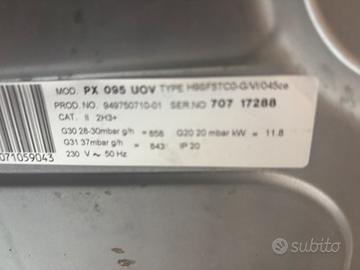 MOD. PX 095 UOV TYPE H9SF5TC0-G/VI/O45ce
PROD. NO. 949750710-01 SER.NO 707 17288
CAT. II 2H3+
G30 28-30mbar g/h = 858 G20 20 mbar kW = 11.8
G31 37mbar g/h = 843 IP 20
230 V ~ 50 Hz
071059043
subito